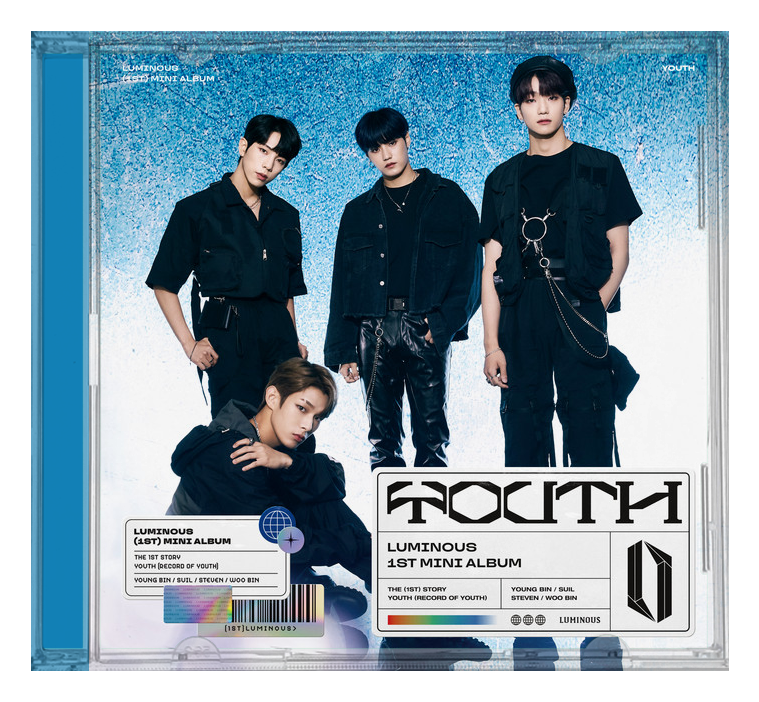 LUMINOUS
(1ST) MINI ALBUM
YOUTH
LUMINOUS
(1ST) MINI ALBUM
THE 1ST STORY
YOUTH [RECORD OF YOUTH]
YOUNG BIN / SUIL / STEVEN / WOO BIN
[1ST]LUMINOUS>
YOUTH
LUMINOUS
1ST MINI ALBUM
THE (1ST) STORY
YOUTH (RECORD OF YOUTH)
YOUNG BIN / SUIL
STEVEN / WOO BIN
LUMINOUS